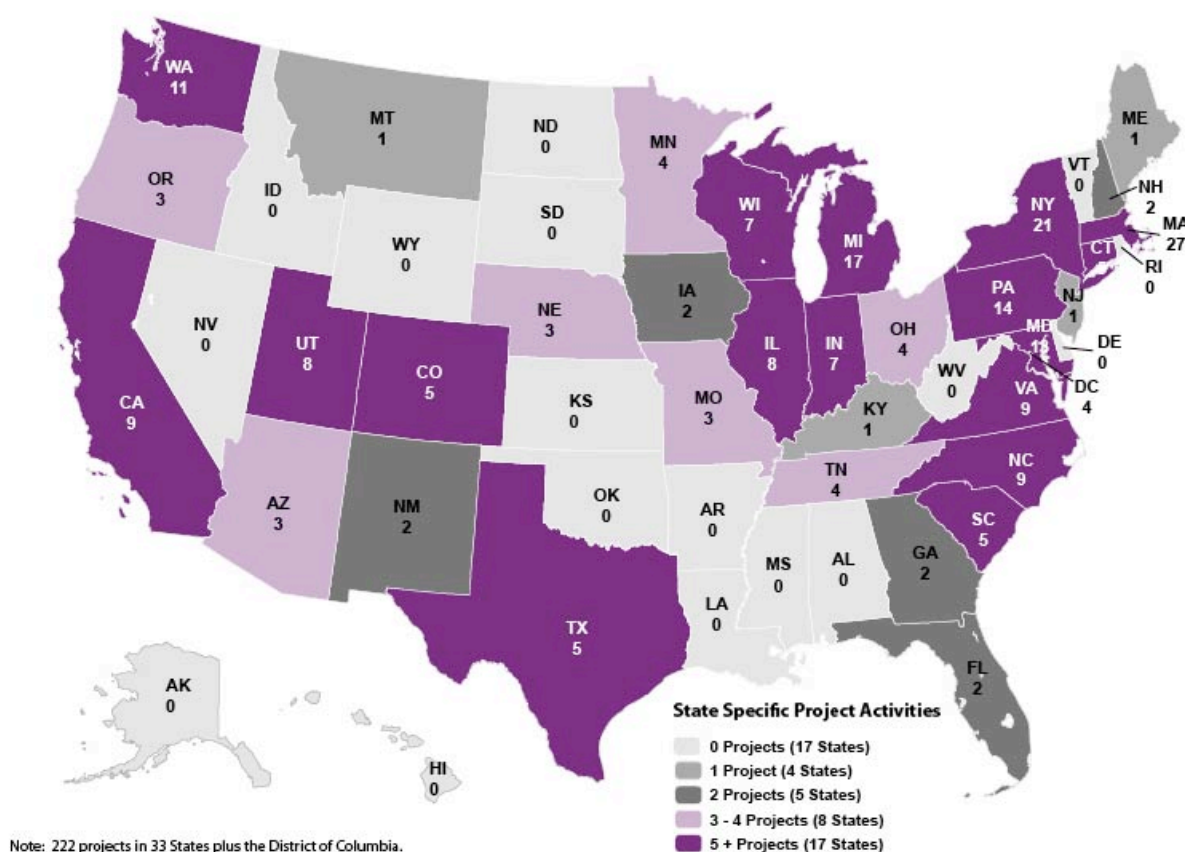 WA
11
MT
1
ND
0
MN
4
ME
1
VT
0
NH
2
OR
3
ID
0
SD
0
WI
7
MI
17
NY
21
MA
27
WY
0
CT
RI
0
IA
2
PA
14
NJ
1
NE
3
NV
0
UT
8
CO
5
IL
8
IN
7
OH
4
MD
13
DE
0
WV
0
DC
4
CA
9
KS
0
MO
3
KY
1
VA
9
NC
9
TN
4
AZ
3
NM
2
OK
0
AR
0
SC
5
MS
0
AL
0
GA
2
LA
0
TX
5
FL
2
AK
0
HI
0
State Specific Project Activities
0 Projects (17 States)
1 Project (4 States)
2 Projects (5 States)
3 - 4 Projects (8 States)
5 + Projects (17 States)
Note: 222 projects in 33 States plus the District of Columbia.